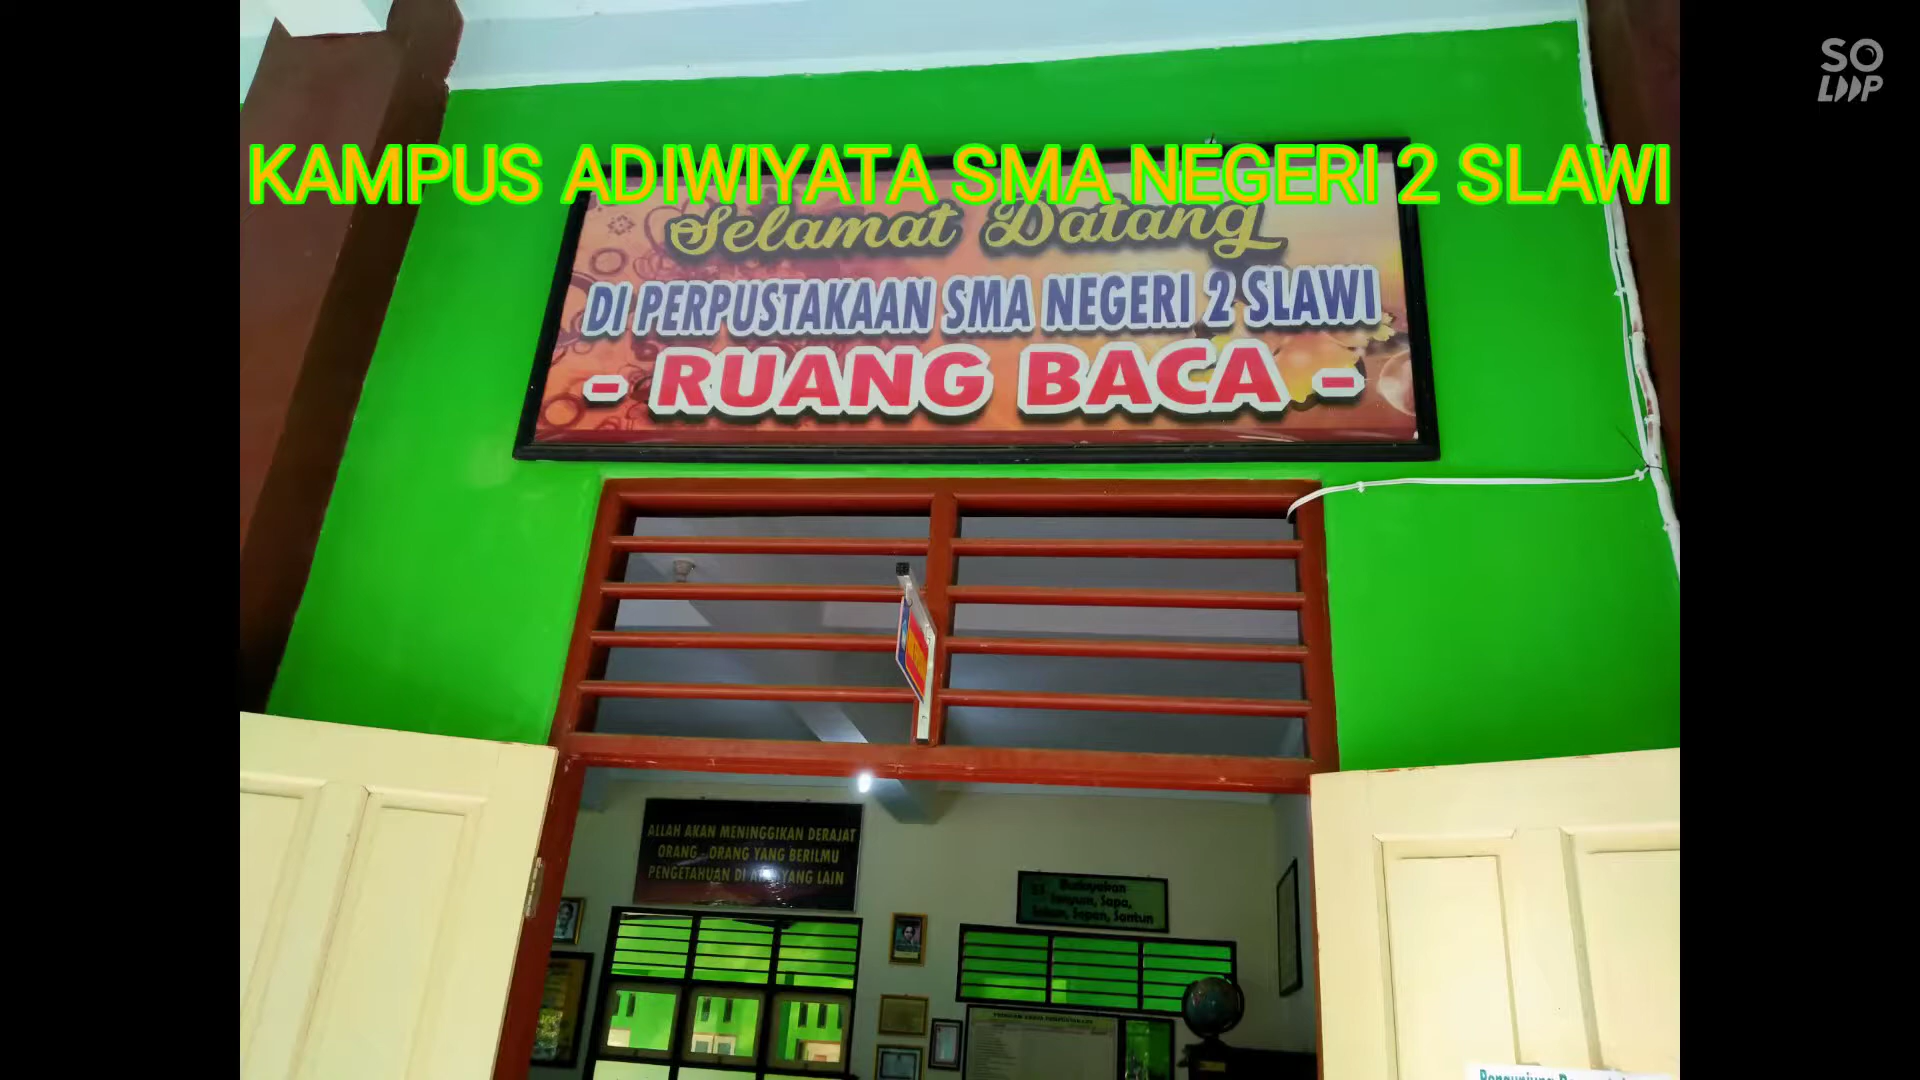 SO
LOOP
KAMPUS ADIWIYATA SMA NEGERI 2 SLAWI
Selamat Datang
DI PERPUSTAKAAN SMA NEGERI 2 SLAWI
- RUANG BACA -
ALLAH AKAN MENINGGIKAN DERAJAT
ORANG - ORANG YANG BERILMU
PENGETAHUAN DI YANG LAIN
Budayakan
Senyum, Sapa,
Salam, Sopan, Santun